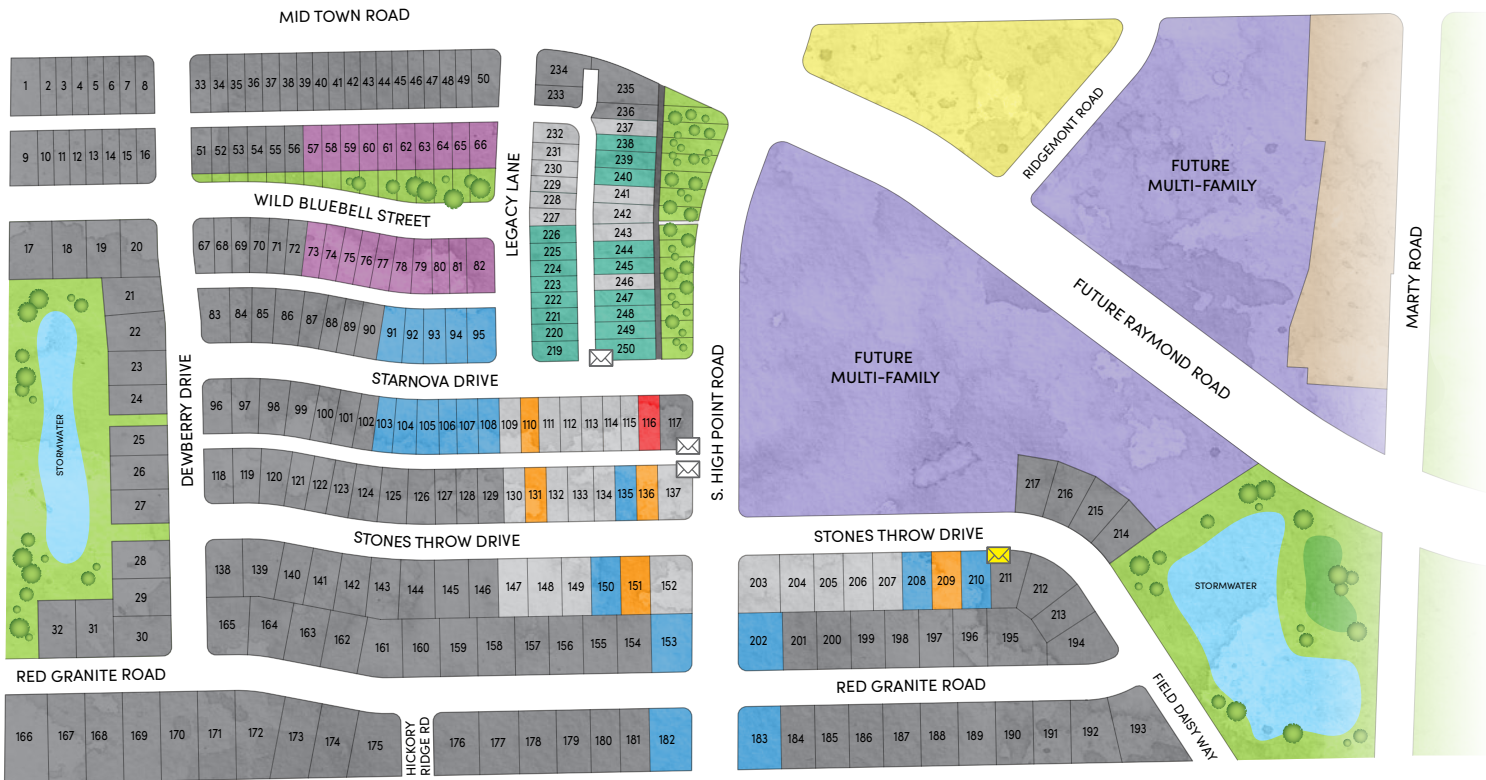 MID TOWN ROAD
1 2 3 4 5 6 7 8
33 34 35 36 37 38 39 40 41 42 43 44 45 46 47 48 49 50
9 10 11 12 13 14 15 16
51 52 53 54 55 56 57 58 59 60 61 62 63 64 65 66
WILD BLUEBELL STREET
LEGACY LANE
234
233
235
236
237
238
239
240
241
242
243
244
245
246
247
248
249
250
232
231
230
229
228
227
226
225
224
223
222
221
220
219
17 18 19 20
21
22
23
24
25
26
27
28
29
30
31
32
STORMWATER
DEWBERRY DRIVE
67 68 69 70 71 72 73 74 75 76 77 78 79 80 81 82
83 84 85 86 87 88 89 90 91 92 93 94 95
STARNOVA DRIVE
96 97 98 99 100 101 102 103 104 105 106 107 108 109 110 111 112 113 114 115 116 117
118 119 120 121 122 123 124 125 126 127 128 129 130 131 132 133 134 135 136 137
STONES THROW DRIVE
138 139 140 141 142 143 144 145 146 147 148 149 150 151 152
165 164 163 162 161 160 159 158 157 156 155 154 153
RED GRANITE ROAD
166 167 168 169 170 171 172 173 174 175
HICKORY
RIDGE RD
176 177 178 179 180 181 182
S. HIGH POINT ROAD
RIDGEMONT ROAD
FUTURE
MULTI-FAMILY
FUTURE
MULTI-FAMILY
FUTURE RAYMOND ROAD
MARTY ROAD
217
216
215
214
STONES THROW DRIVE
203 204 205 206 207 208 209 210 211 212
213
202 201 200 199 198 197 196 195 194
STORMWATER
RED GRANITE ROAD
FIELD DAISY WAY
183 184 185 186 187 188 189 190 191 192 193